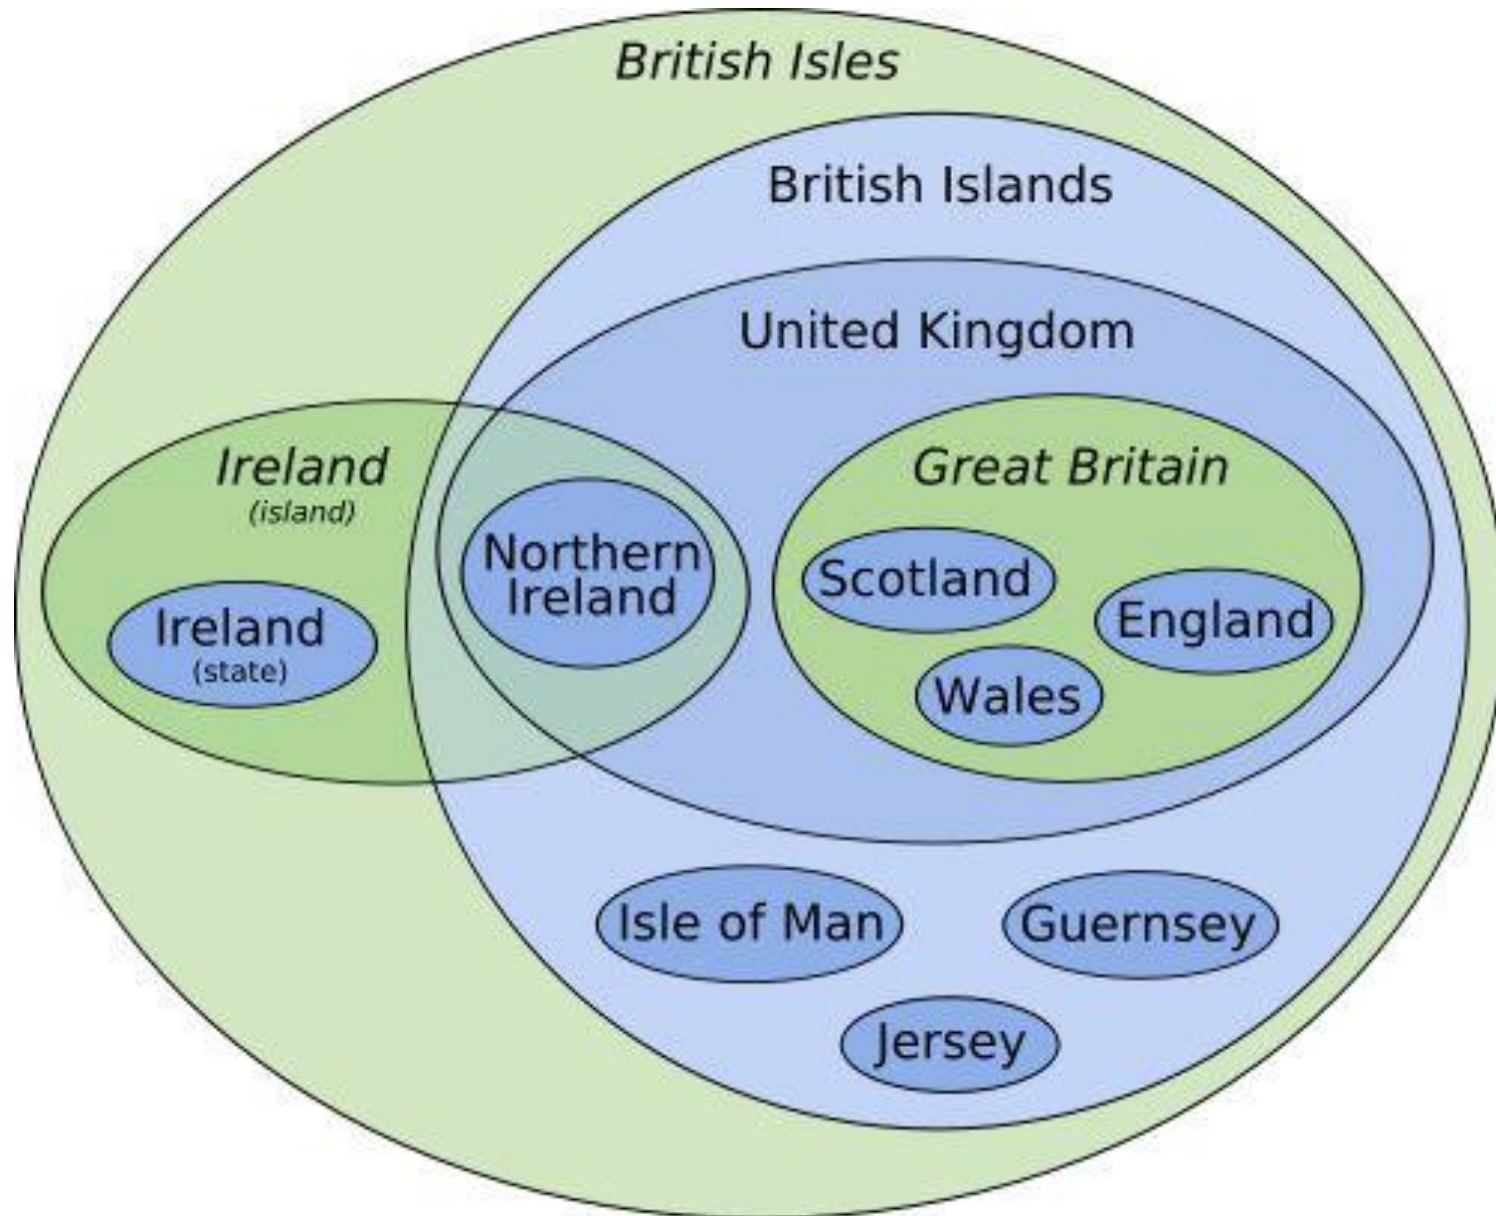 British Isles
British Islands
United Kingdom
Ireland
(island)
Great Britain
Northern
Ireland
Scotland
England
Ireland
(state)
Wales
Isle of Man
Guernsey
Jersey